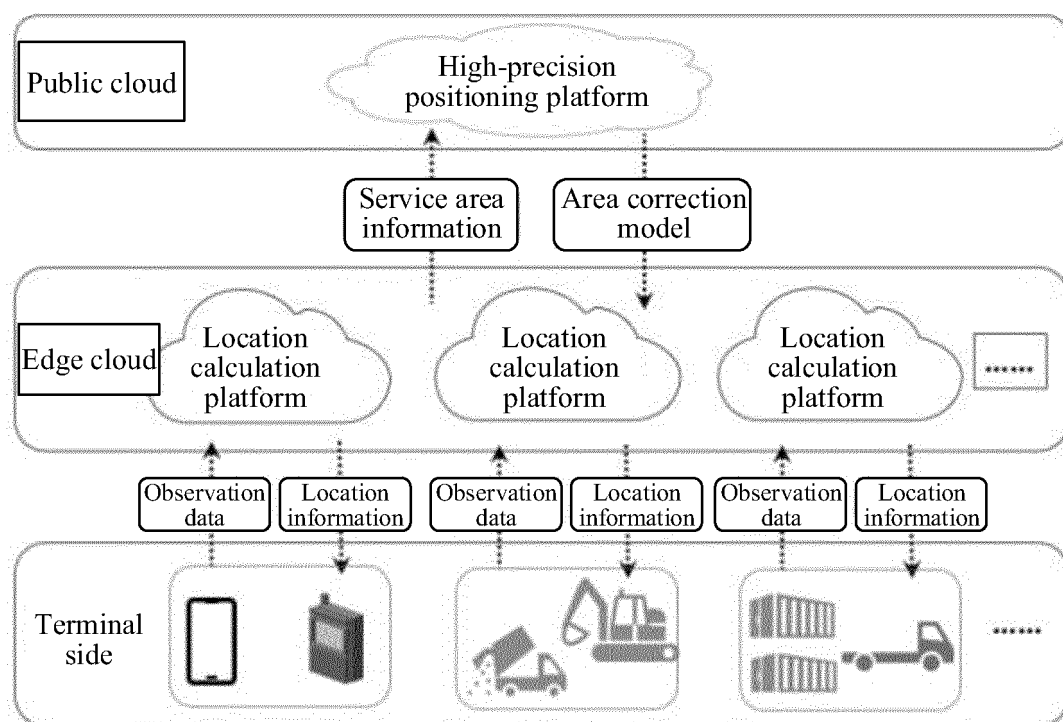 Public cloud
High-precision
positioning platform
Service area
information
Area correction
model
Edge cloud
Location
calculation
platform
Location
calculation
platform
Location
calculation
platform
......
Observation
data
Location
information
Observation
data
Location
information
Observation
data
Location
information
Terminal
side
......